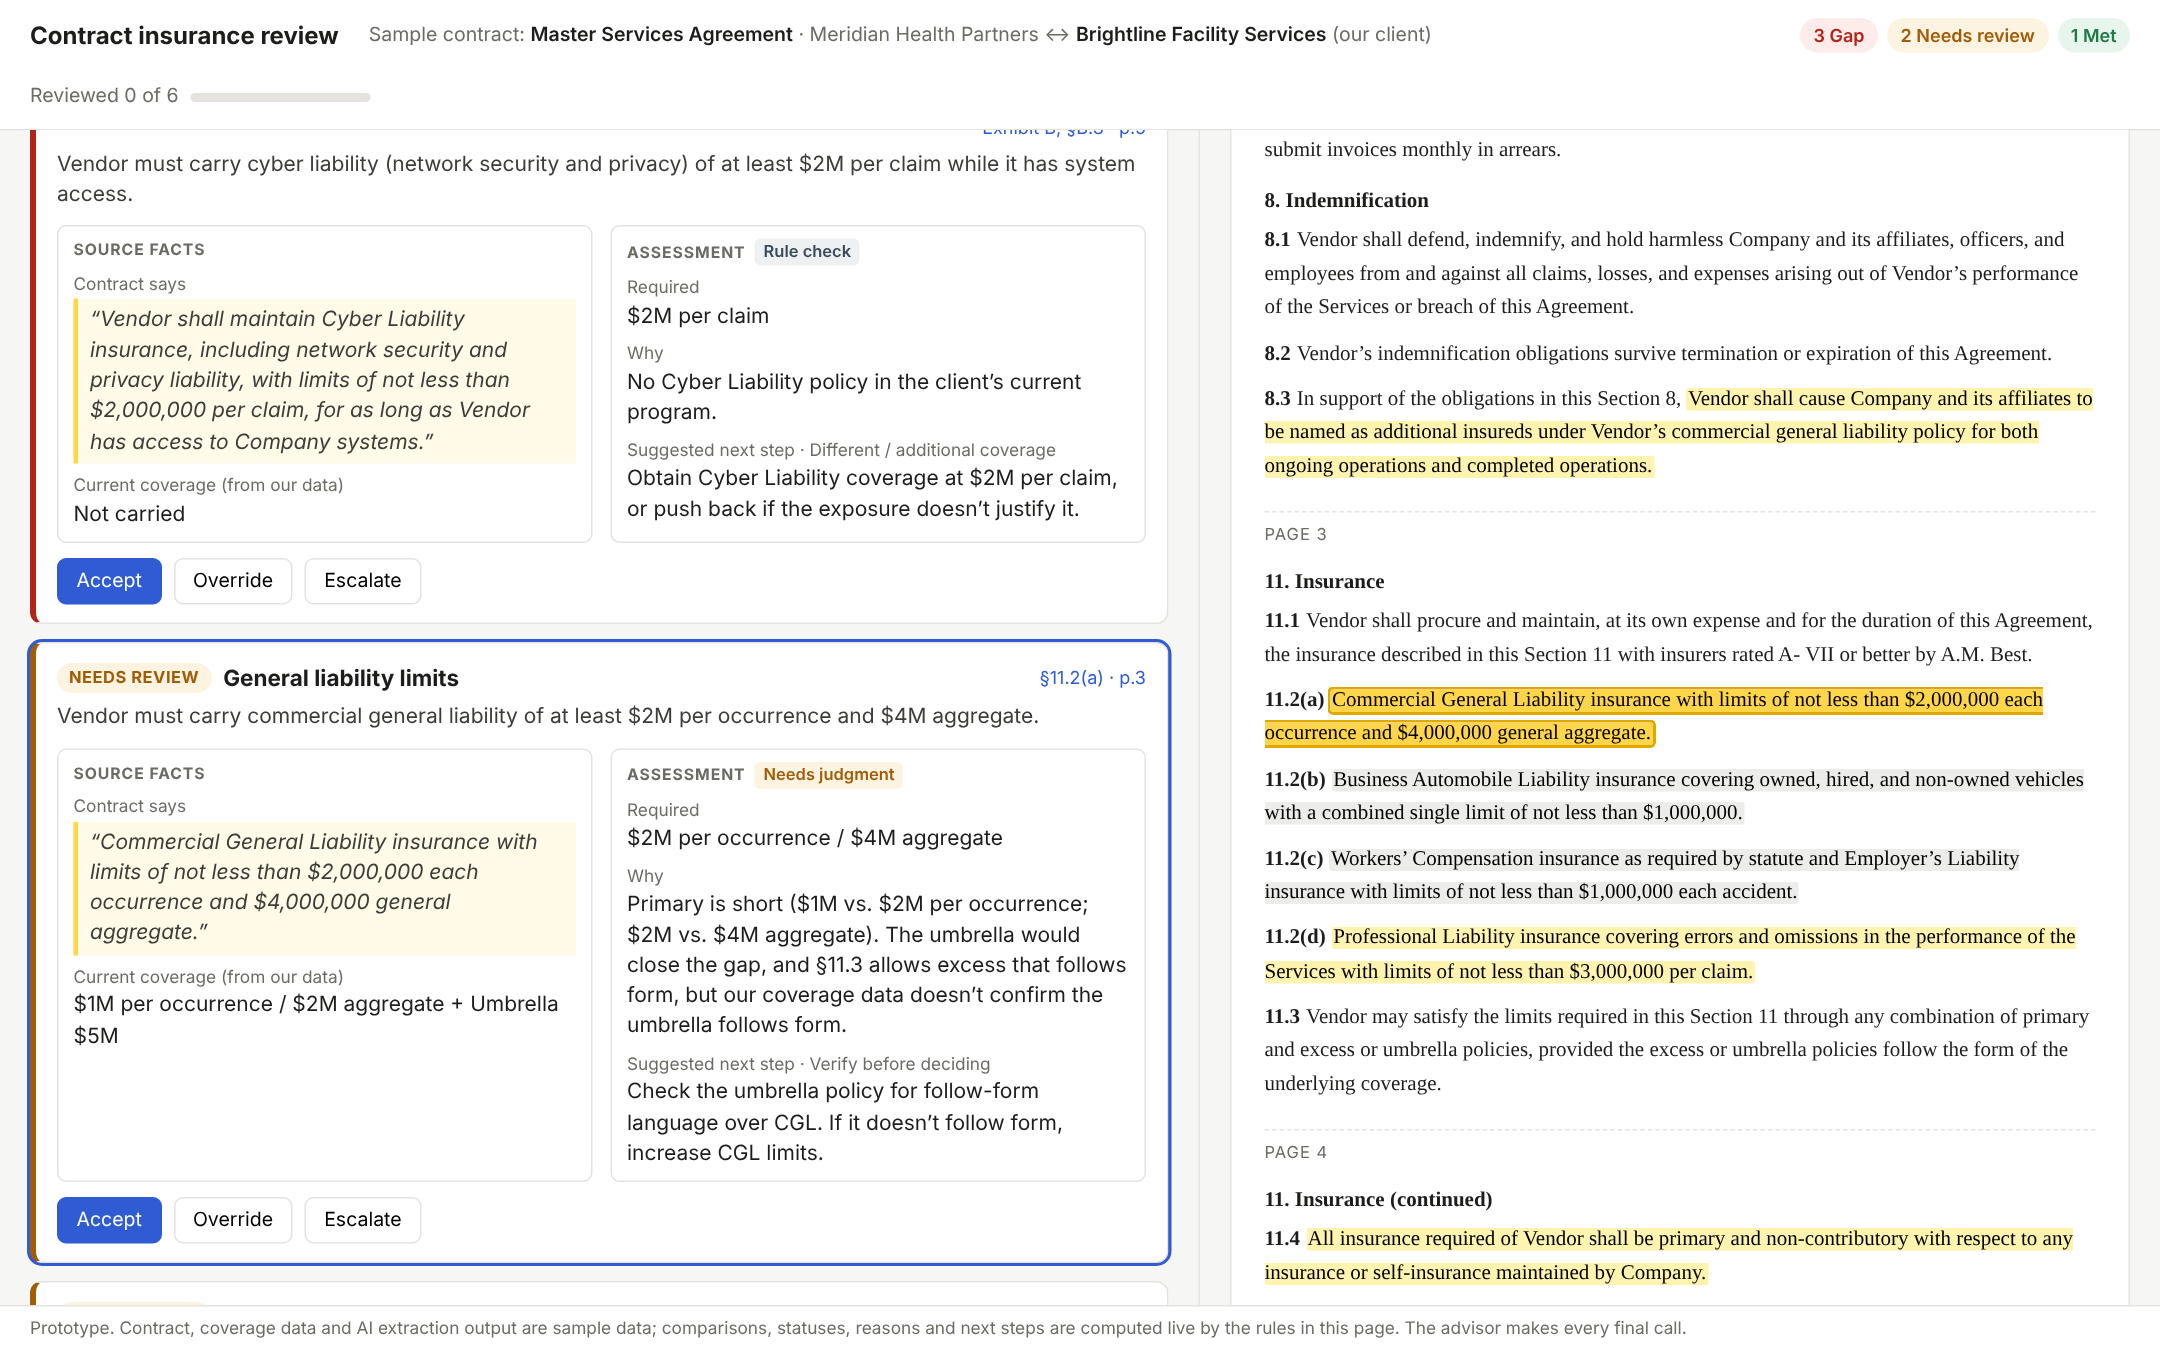 Contract insurance review
Sample contract: Master Services Agreement · Meridian Health Partners ↔ Brightline Facility Services (our client)
3 Gap
2 Needs review
1 Met
Reviewed 0 of 6
Exhibit B, §B.3 · p.5
Vendor must carry cyber liability (network security and privacy) of at least $2M per claim while it has system
access.
SOURCE FACTS
Contract says
“Vendor shall maintain Cyber Liability
insurance, including network security and
privacy liability, with limits of not less than
$2,000,000 per claim, for as long as Vendor
has access to Company systems.”
Current coverage (from our data)
Not carried
ASSESSMENT Rule check
Required
$2M per claim
Why
No Cyber Liability policy in the client’s current
program.
Suggested next step · Different / additional coverage
Obtain Cyber Liability coverage at $2M per claim,
or push back if the exposure doesn’t justify it.
Accept
Override
Escalate
NEEDS REVIEW General liability limits
§11.2(a) · p.3
Vendor must carry commercial general liability of at least $2M per occurrence and $4M aggregate.
SOURCE FACTS
Contract says
“Commercial General Liability insurance with
limits of not less than $2,000,000 each
occurrence and $4,000,000 general
aggregate.”
Current coverage (from our data)
$1M per occurrence / $2M aggregate + Umbrella
$5M
ASSESSMENT Needs judgment
Required
$2M per occurrence / $4M aggregate
Why
Primary is short ($1M vs. $2M per occurrence;
$2M vs. $4M aggregate). The umbrella would
close the gap, and §11.3 allows excess that follows
form, but our coverage data doesn’t confirm the
umbrella follows form.
Suggested next step · Verify before deciding
Check the umbrella policy for follow-form
language over CGL. If it doesn’t follow form,
increase CGL limits.
Accept
Override
Escalate
submit invoices monthly in arrears.
8. Indemnification
8.1 Vendor shall defend, indemnify, and hold harmless Company and its affiliates, officers, and
employees from and against all claims, losses, and expenses arising out of Vendor’s performance
of the Services or breach of this Agreement.
8.2 Vendor’s indemnification obligations survive termination or expiration of this Agreement.
8.3 In support of the obligations in this Section 8, Vendor shall cause Company and its affiliates to
be named as additional insureds under Vendor’s commercial general liability policy for both
ongoing operations and completed operations.
PAGE 3
11. Insurance
11.1 Vendor shall procure and maintain, at its own expense and for the duration of this Agreement,
the insurance described in this Section 11 with insurers rated A- VII or better by A.M. Best.
11.2(a) Commercial General Liability insurance with limits of not less than $2,000,000 each
occurrence and $4,000,000 general aggregate.
11.2(b) Business Automobile Liability insurance covering owned, hired, and non-owned vehicles
with a combined single limit of not less than $1,000,000.
11.2(c) Workers’ Compensation insurance as required by statute and Employer’s Liability
insurance with limits of not less than $1,000,000 each accident.
11.2(d) Professional Liability insurance covering errors and omissions in the performance of the
Services with limits of not less than $3,000,000 per claim.
11.3 Vendor may satisfy the limits required in this Section 11 through any combination of primary
and excess or umbrella policies, provided the excess or umbrella policies follow the form of the
underlying coverage.
PAGE 4
11. Insurance (continued)
11.4 All insurance required of Vendor shall be primary and non-contributory with respect to any
insurance or self-insurance maintained by Company.
Prototype. Contract, coverage data and AI extraction output are sample data; comparisons, statuses, reasons and next steps are computed live by the rules in this page. The advisor makes every final call.